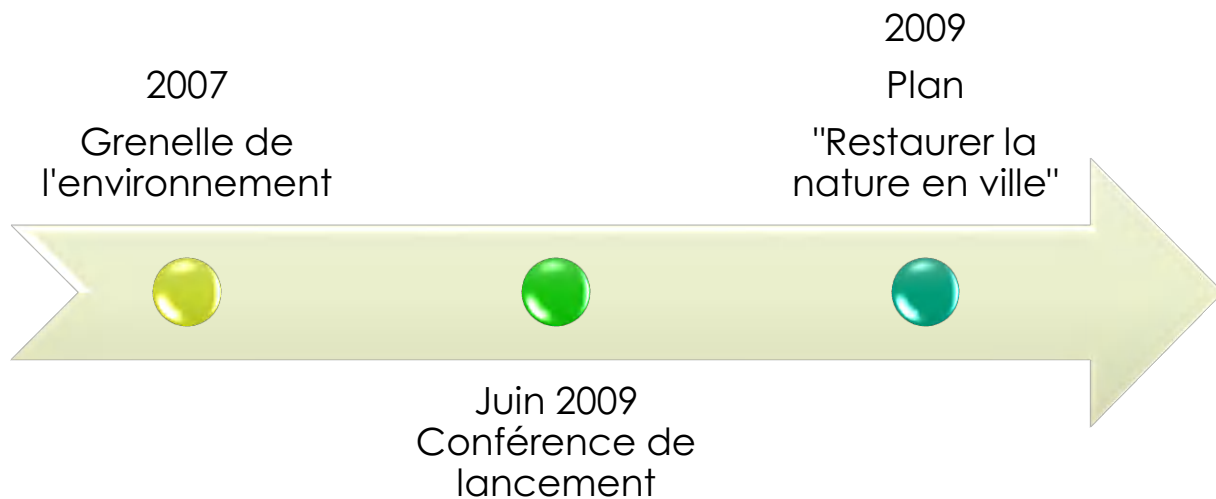 2007
Grenelle de
l'environnement
Juin 2009
Conférence de
lancement
2009
Plan
"Restaurer la
nature en ville"